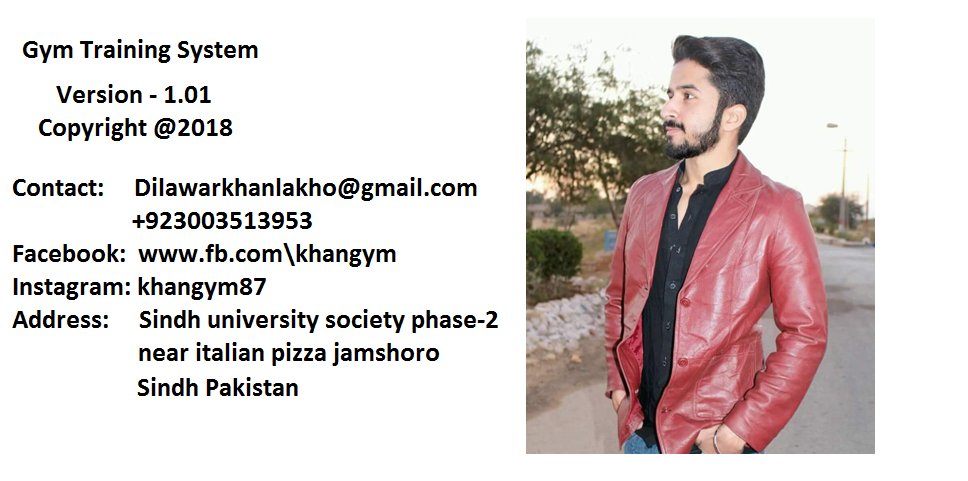 Gym Training System
Version - 1.01
Copyright @2018
Contact: Dilawarkhanlakho@gmail.com
+923003513953
Facebook: www.fb.com\khangym
Instagram: khangym87
Address: Sindh university society phase-2
near italian pizza jamshoro
Sindh Pakistan